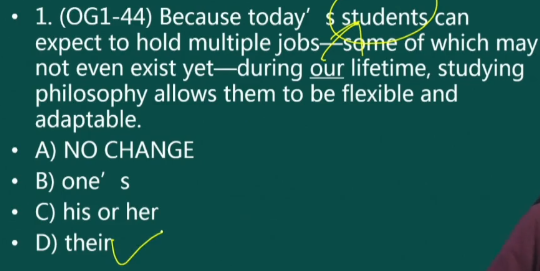 • 1. (OG1-44) Because today’s students can
expect to hold multiple jobs—some of which may
not even exist yet—during our lifetime, studying
philosophy allows them to be flexible and
adaptable.
• A) NO CHANGE
• B) one’s
• C) his or her
• D) their